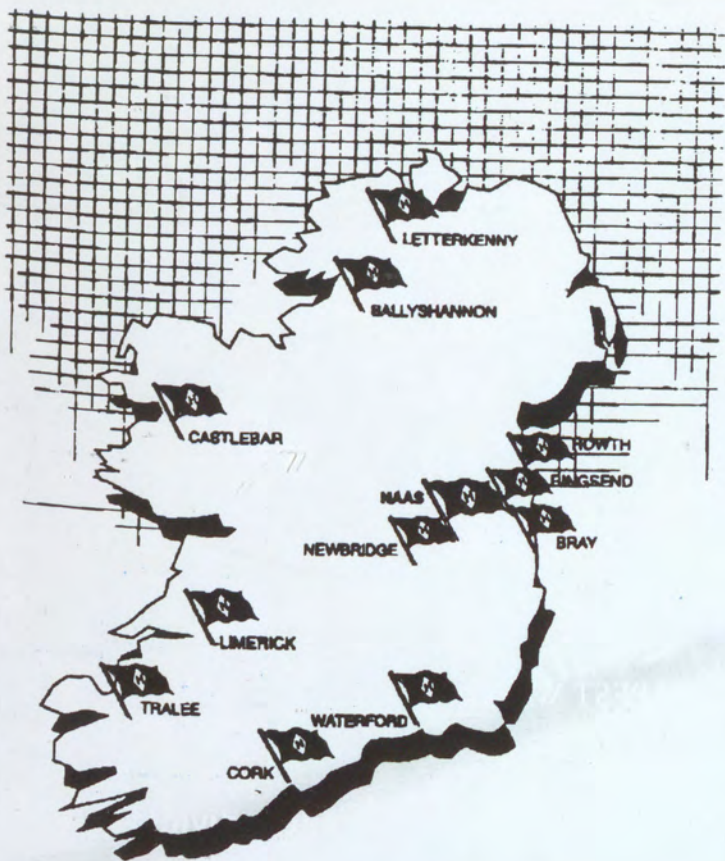 LETTERKENNY
BALLYSHANNON
CASTLEBAR
HOWTH
RINGSEND
NAAS
BRAY
NEWBRIDGE
LIMERICK
TRALEE
WATERFORD
CORK